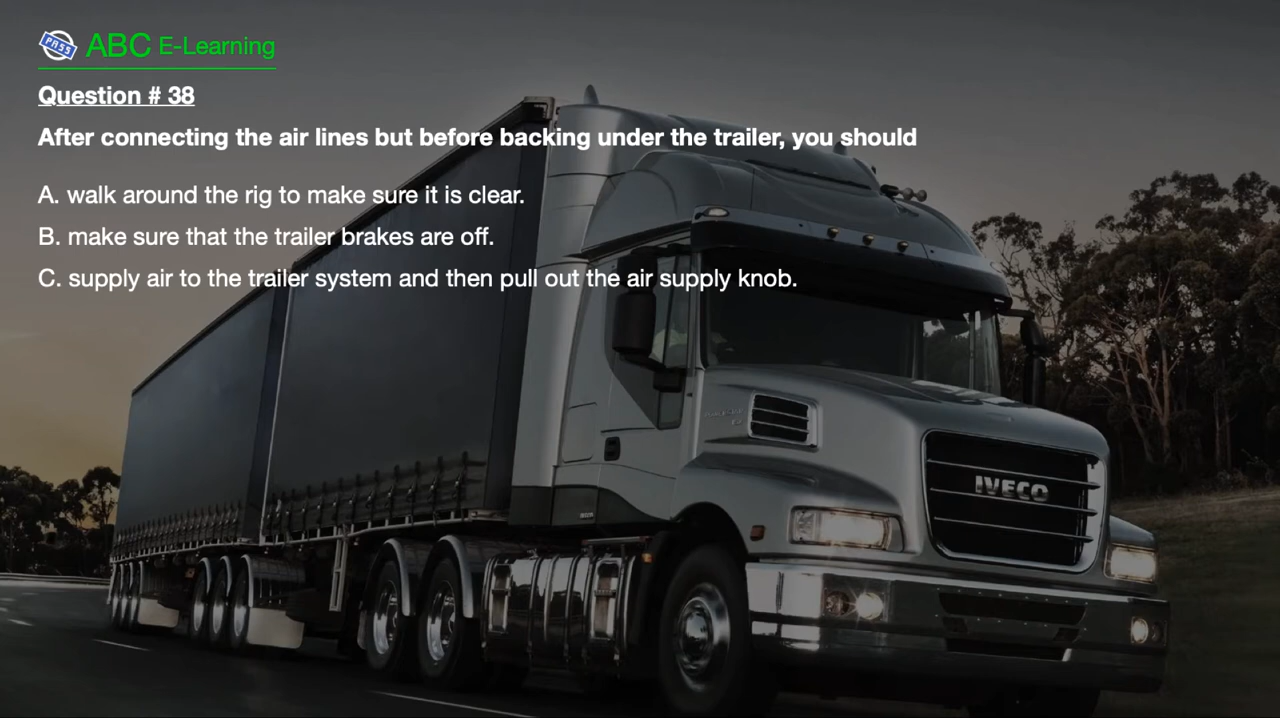 PASS
ABC E-Learning
Question # 38
After connecting the air lines but before backing under the trailer, you should
A. walk around the rig to make sure it is clear.
B. make sure that the trailer brakes are off.
C. supply air to the trailer system and then pull out the air supply knob.
IVECO